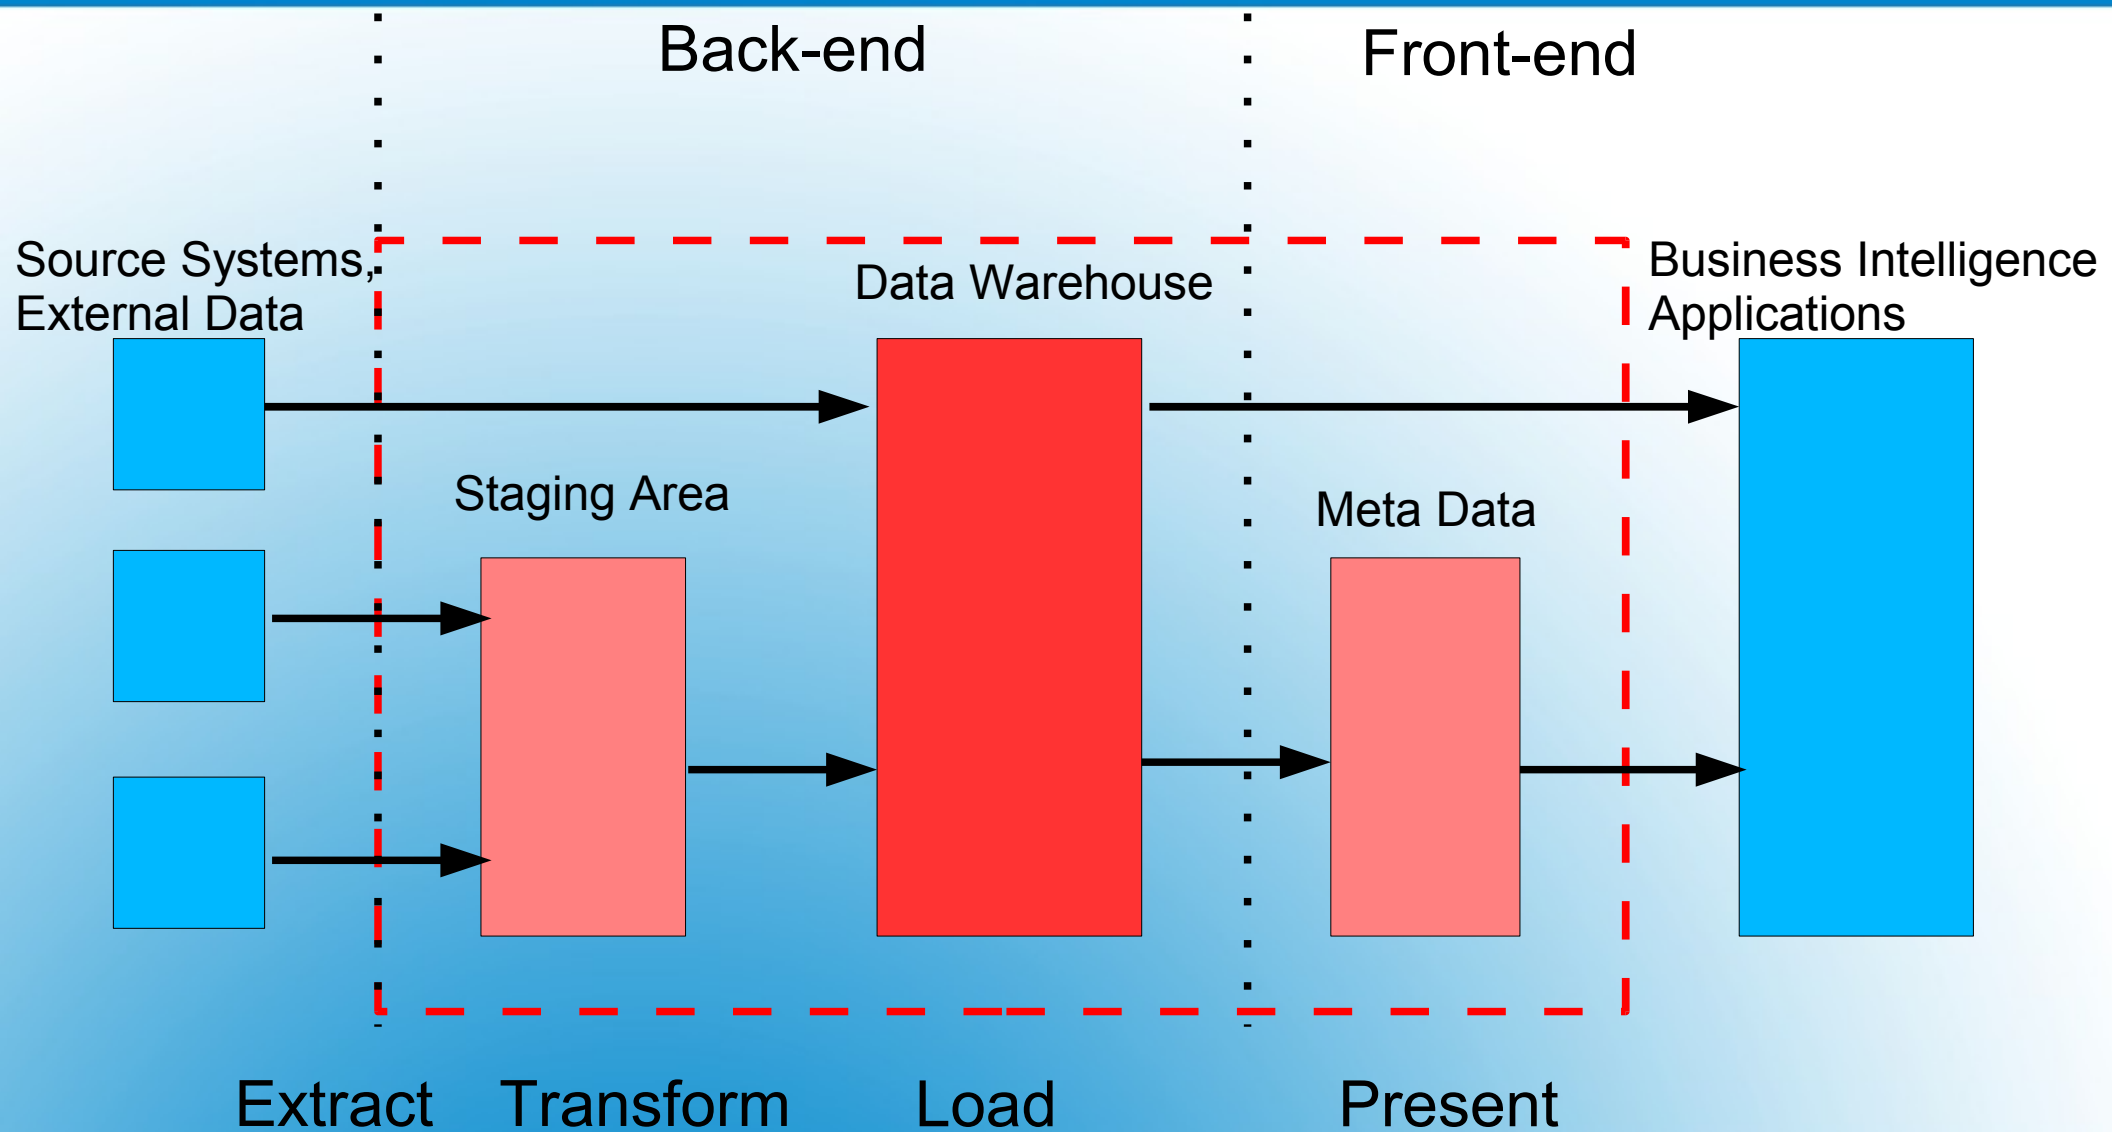 Back-end
Front-end
Source Systems,
External Data
Data Warehouse
Business Intelligence
Applications
Staging Area
Meta Data
Extract
Transform
Load
Present